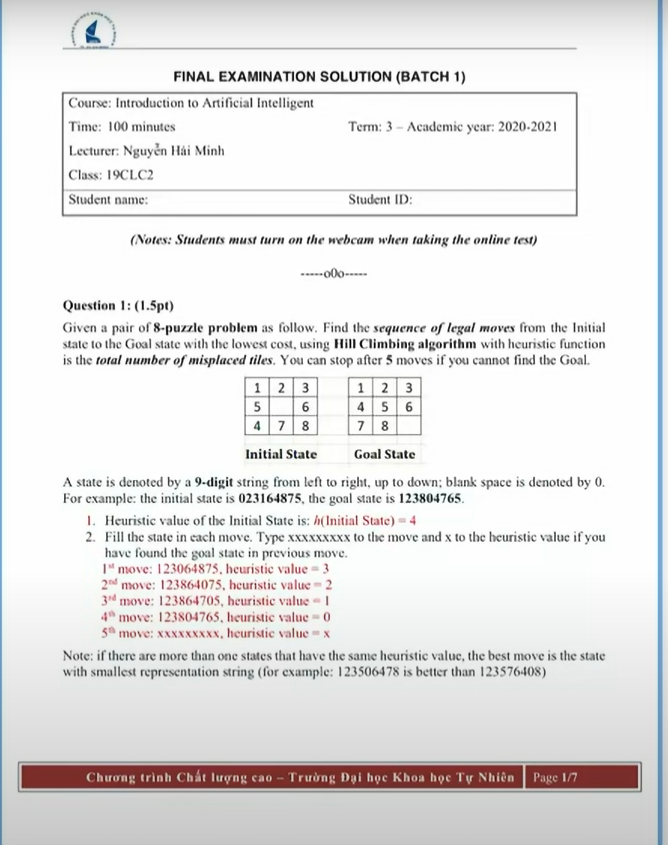 FINAL EXAMINATION SOLUTION (BATCH 1)
Course: Introduction to Artificial Intelligent
Time: 100 minutes Term: 3 – Academic year: 2020-2021
Lecturer: Nguyễn Hải Minh
Class: 19CLC2
Student name: Student ID:
(Notes: Students must turn on the webcam when taking the online test)
-----o0o-----
Question 1: (1.5pt)
Given a pair of 8-puzzle problem as follow. Find the sequence of legal moves from the Initial
state to the Goal state with the lowest cost, using Hill Climbing algorithm with heuristic function
is the total number of misplaced tiles. You can stop after 5 moves if you cannot find the Goal.
1 2 3 1 2 3
5 6 4 5 6
4 7 8 7 8
Initial State Goal State
A state is denoted by a 9-digit string from left to right, up to down; blank space is denoted by 0.
For example: the initial state is 023164875, the goal state is 123804765.
1. Heuristic value of the Initial State is: h(Initial State) = 4
2. Fill the state in each move. Type xxxxxxxxx to the move and x to the heuristic value if you
have found the goal state in previous move.
1st move: 123064875, heuristic value = 3
2nd move: 123864075, heuristic value = 2
3rd move: 123864705, heuristic value = 1
4th move: 123804765, heuristic value = 0
5th move: xxxxxxxxx, heuristic value = x
Note: if there are more than one states that have the same heuristic value, the best move is the state
with smallest representation string (for example: 123506478 is better than 123576408)
Chương trình Chất lượng cao – Trường Đại học Khoa học Tự Nhiên Page 1/7